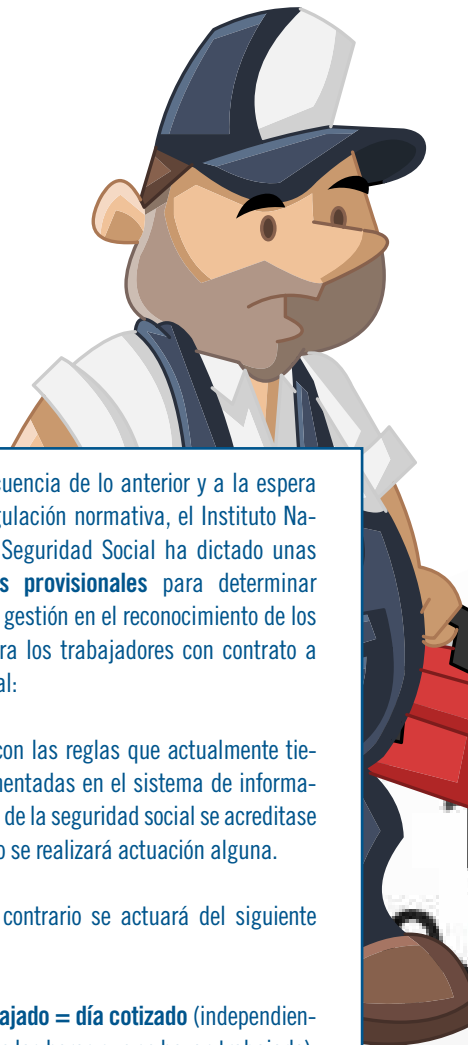 cuencia de lo anterior y a la espera
gulación normativa, el Instituto Na-
Seguridad Social ha dictado unas
s provisionales para determinar
gestión en el reconocimiento de los
ra los trabajadores con contrato a
al:
con las reglas que actualmente tie-
mentadas en el sistema de informa-
de la seguridad social se acreditase
o se realizará actuación alguna.
contrario se actuará del siguiente
ajado = día cotizado (independien-